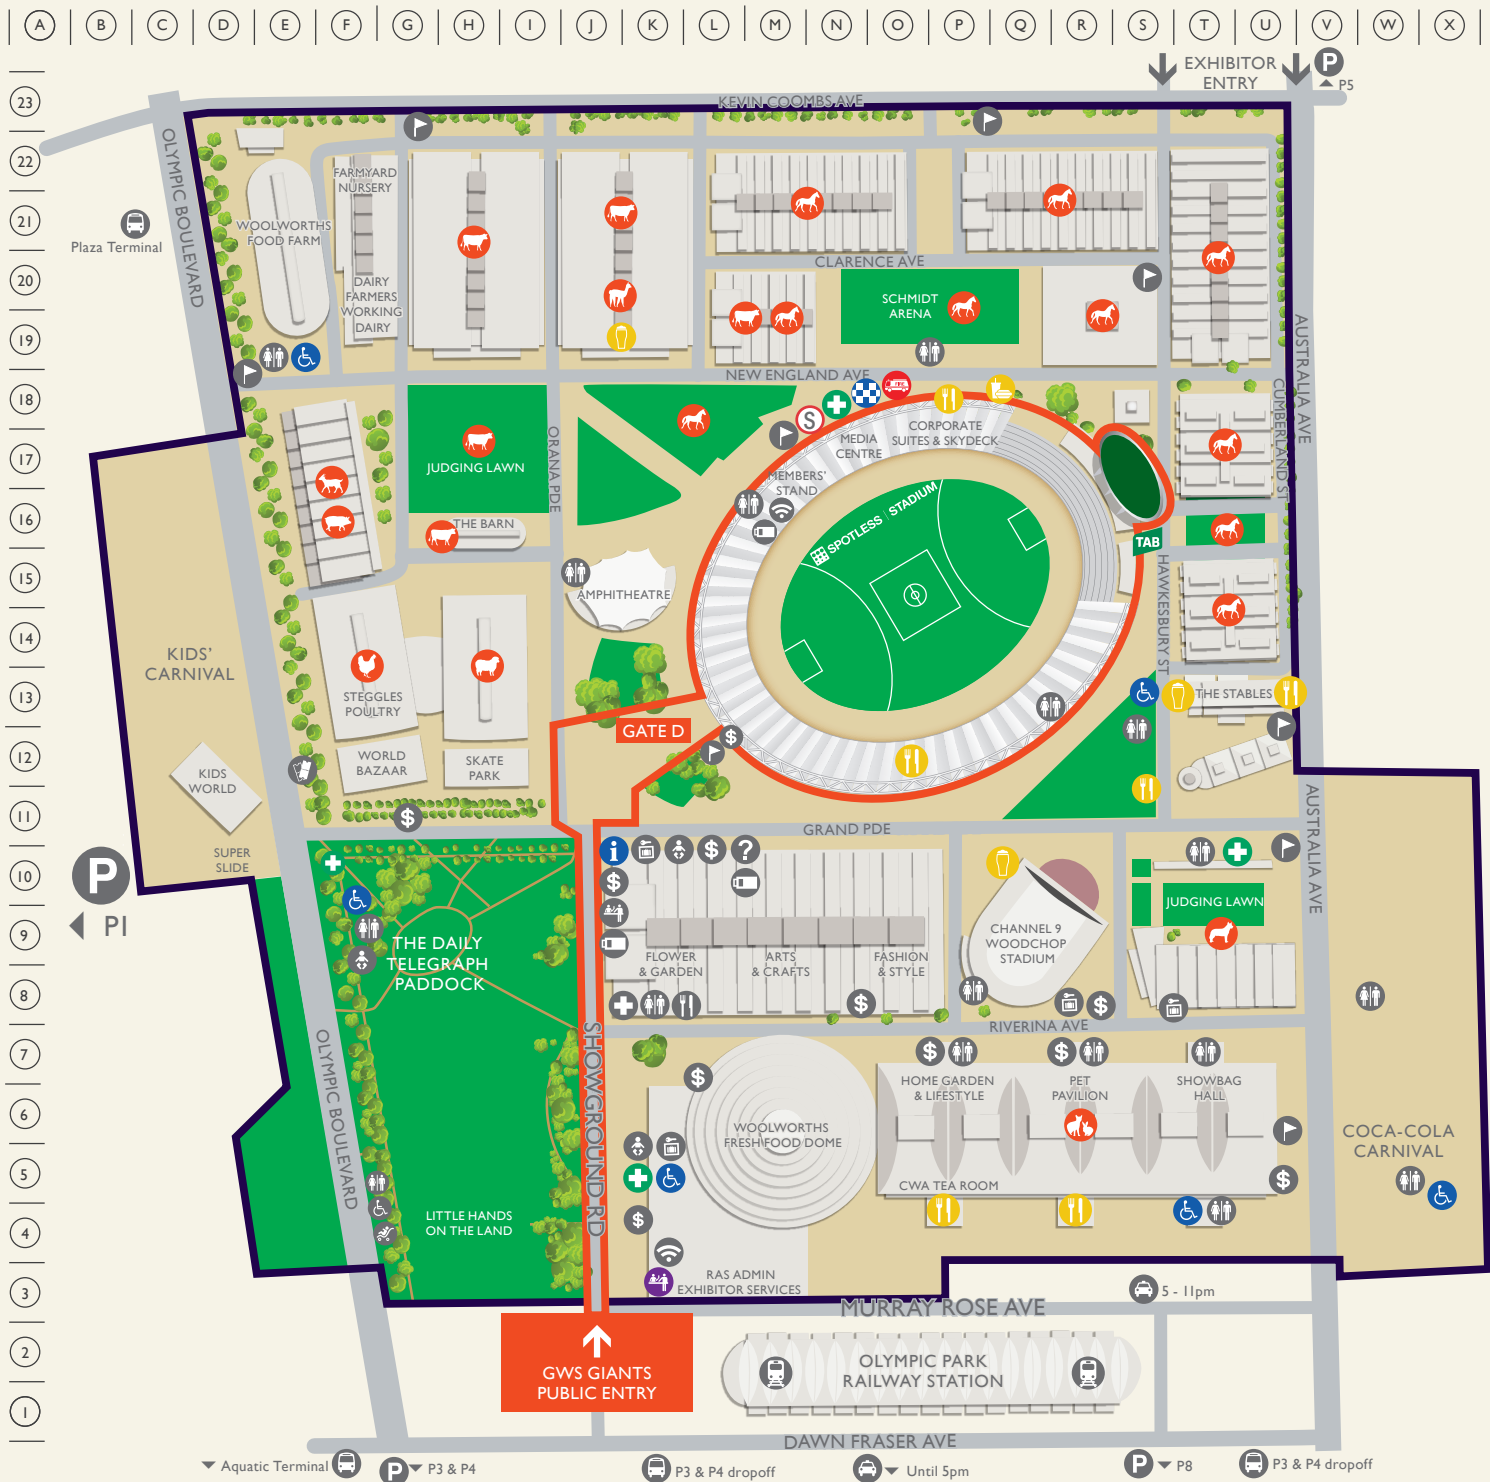 A B C D E F G H I J K L M N O P Q R S T U V W X
EXHIBITOR
ENTRY
P
P5
23
KEVIN COOMBS AVE
22
OLYMPIC BOULEVARD
FARMYARD
NURSERY
21
Plaza Terminal
WOOLWORTHS
FOOD FARM
CLARENCE AVE
20
DAIRY
FARMERS
WORKING
DAIRY
SCHMIDT
ARENA
19
AUSTRALIA AVE
NEW ENGLAND AVE
18
CUMBERLAND ST
S
CORPORATE
SUITES & SKYDECK
MEDIA
CENTRE
17
ORANA PDE
JUDGING LAWN
MEMBERS'
STAND
16
SPOTLESS STADIUM
THE BARN
TAB
15
HAWKESBURY ST
AMPHITHEATRE
14
KIDS'
CARNIVAL
13
STEGGLES
POULTRY
THE STABLES
GATE D
$
12
WORLD
BAZAAR
SKATE
PARK
KIDS
WORLD
11
$
GRAND PDE
AUSTRALIA AVE
SUPER
SLIDE
10
P
i
$
?
$
JUDGING LAWN
9
P1
THE DAILY
TELEGRAPH
PADDOCK
CHANNEL 9
WOODCHOP
STADIUM
FLOWER
& GARDEN
ARTS
& CRAFTS
FASHION
& STYLE
8
$
$
RIVERINA AVE
7
OLYMPIC BOULEVARD
SHOWGROUND RD
$
$
$
HOME GARDEN
& LIFESTYLE
PET
PAVILION
SHOWBAG
HALL
6
WOOLWORTHS
FRESH FOOD DOME
COCA-COLA
CARNIVAL
5
CWA TEA ROOM
$
4
LITTLE HANDS
ON THE LAND
$
3
RAS ADMIN
EXHIBITOR SERVICES
5 - 11pm
MURRAY ROSE AVE
2
GWS GIANTS
PUBLIC ENTRY
OLYMPIC PARK
RAILWAY STATION
1
DAWN FRASER AVE
Aquatic Terminal
P
P3 & P4
P3 & P4 dropoff
Until 5pm
P
P8
P3 & P4 dropoff